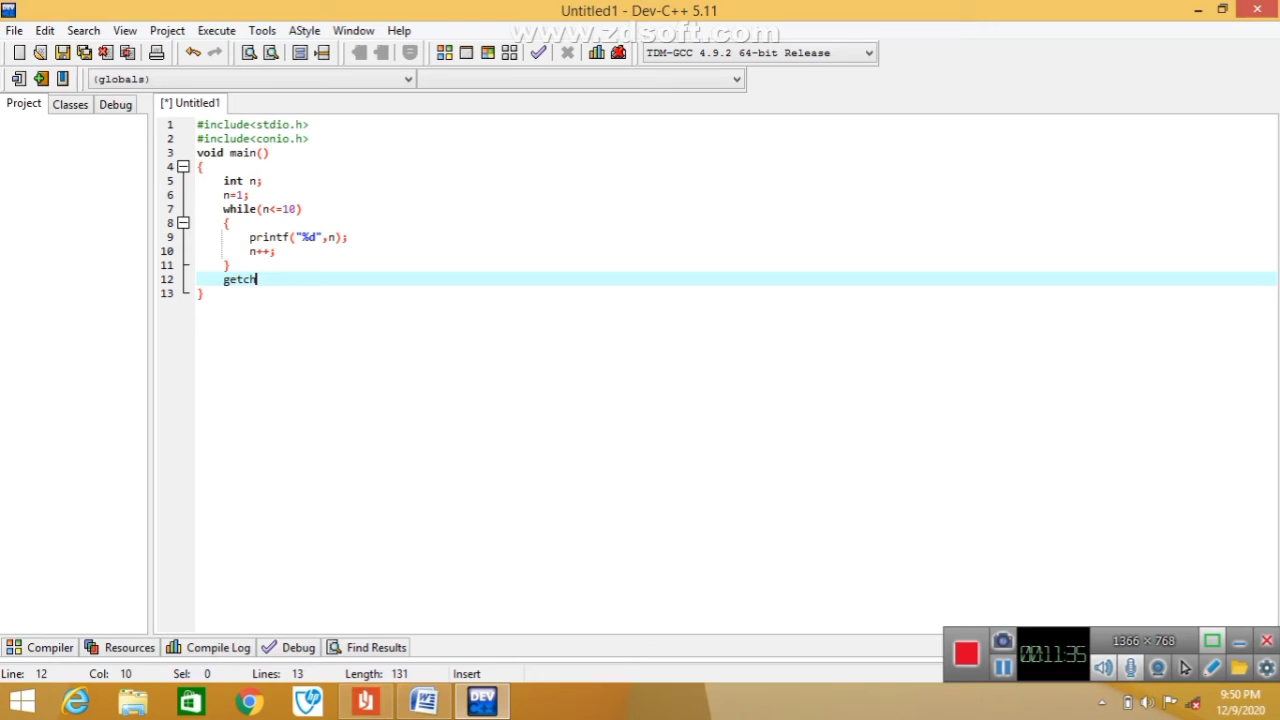 Untitled1 - Dev-C++ 5.11
File Edit Search View Project Execute Tools AStyle Window Help
www.zdsoft.com
TDM-GCC 4.9.2 64-bit Release
(globals)
Project Classes Debug [*] Untitled1
1 #include<stdio.h>
2 #include<conio.h>
3 void main()
4 {
5 int n;
6 n=1;
7 while(n<=10)
8 {
9 printf("%d",n);
10 n++;
11 }
12 getch
13 }
Compiler Resources Compile Log Debug Find Results
1366 × 768
00:11:35
Line: 12 Col: 10 Sel: 0 Lines: 13 Length: 131 Insert
DEV
C++
9:50 PM
12/9/2020